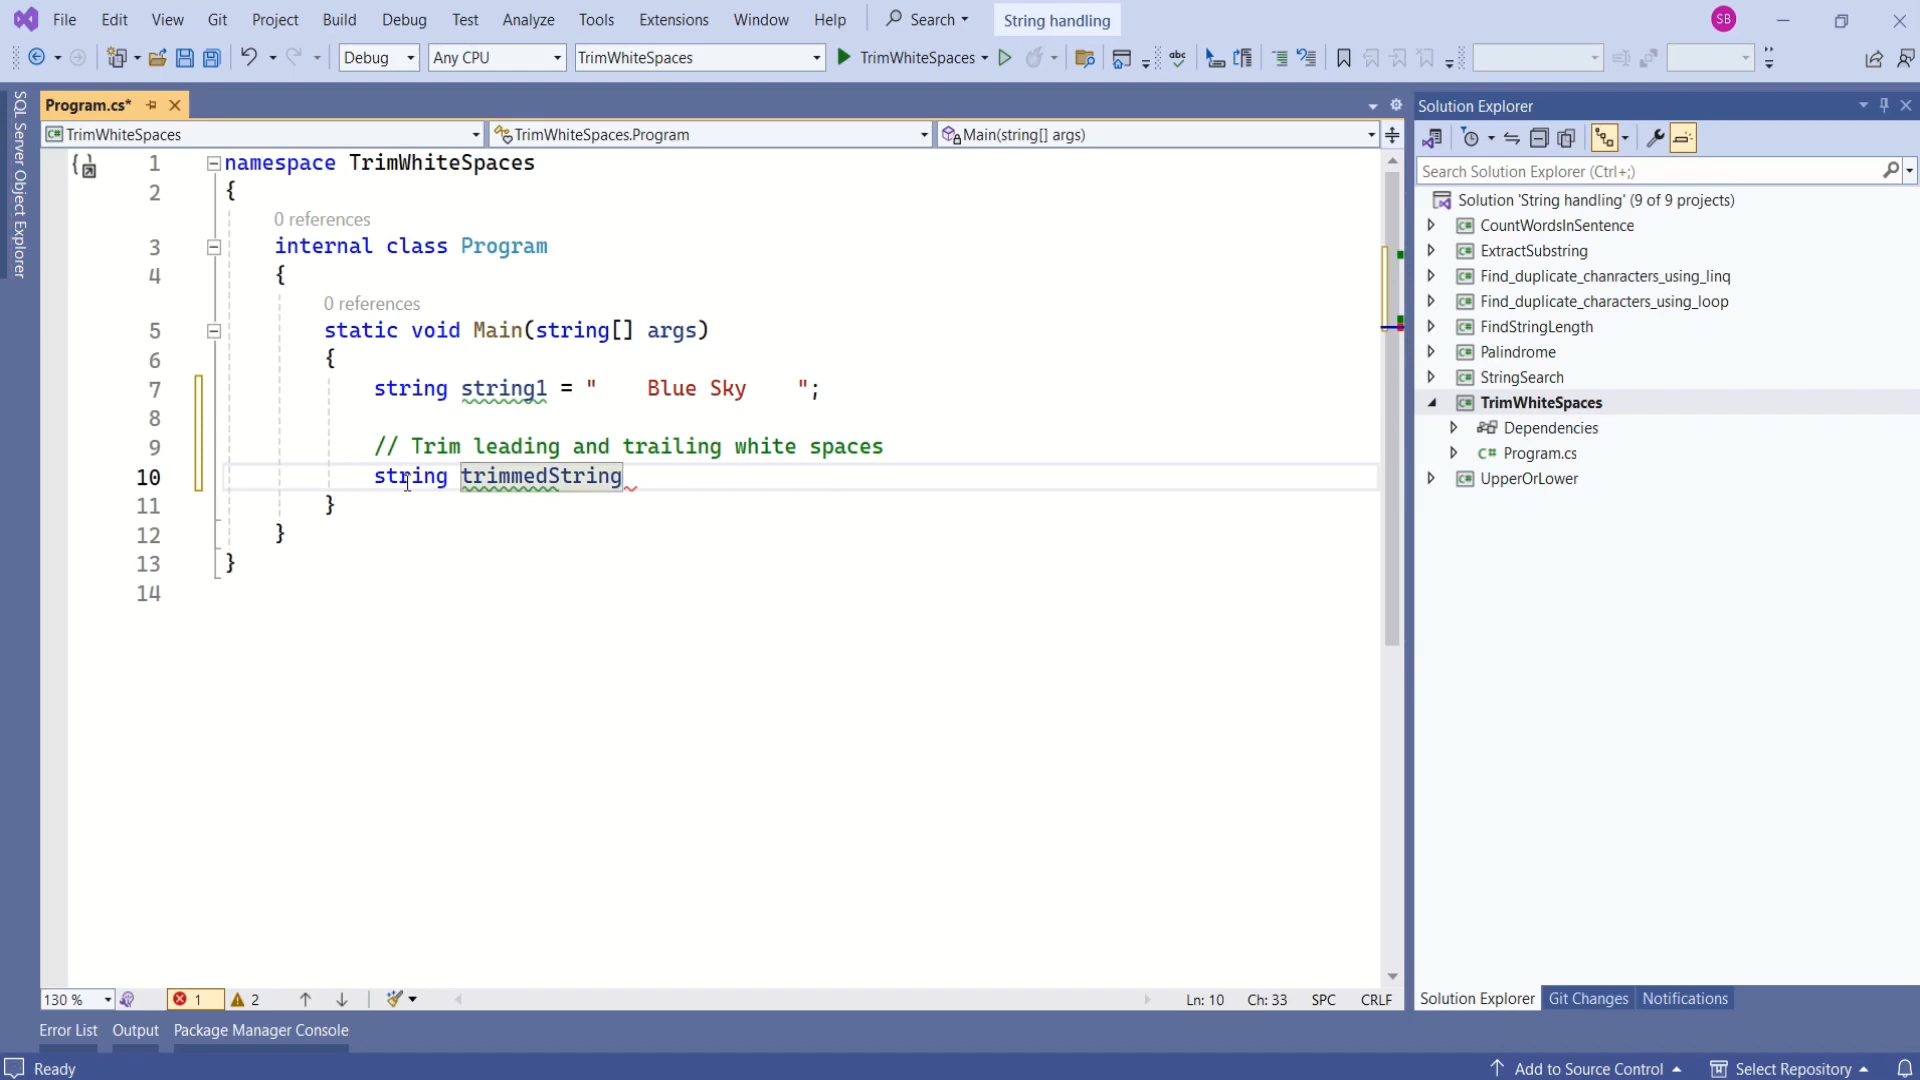 File Edit View Git Project Build Debug Test Analyze Tools Extensions Window Help Search String handling SB
Debug Any CPU TrimWhiteSpaces TrimWhiteSpaces
SQL Server Object Explorer
Program.cs*
TrimWhiteSpaces TrimWhiteSpaces.Program Main(string[] args)
1 namespace TrimWhiteSpaces
2 {
0 references
3 internal class Program
4 {
0 references
5 static void Main(string[] args)
6 {
7 string string1 = "    Blue Sky    ";
8
9 // Trim leading and trailing white spaces
10 string trimmedString
11 }
12 }
13 }
14
130 % 1 2 Ln: 10 Ch: 33 SPC CRLF
Solution Explorer
Search Solution Explorer (Ctrl+;)
Solution 'String handling' (9 of 9 projects)
CountWordsInSentence
ExtractSubstring
Find_duplicate_chanracters_using_linq
Find_duplicate_characters_using_loop
FindStringLength
Palindrome
StringSearch
TrimWhiteSpaces
Dependencies
C# Program.cs
UpperOrLower
Solution Explorer Git Changes Notifications
Error List Output Package Manager Console
Ready Add to Source Control Select Repository